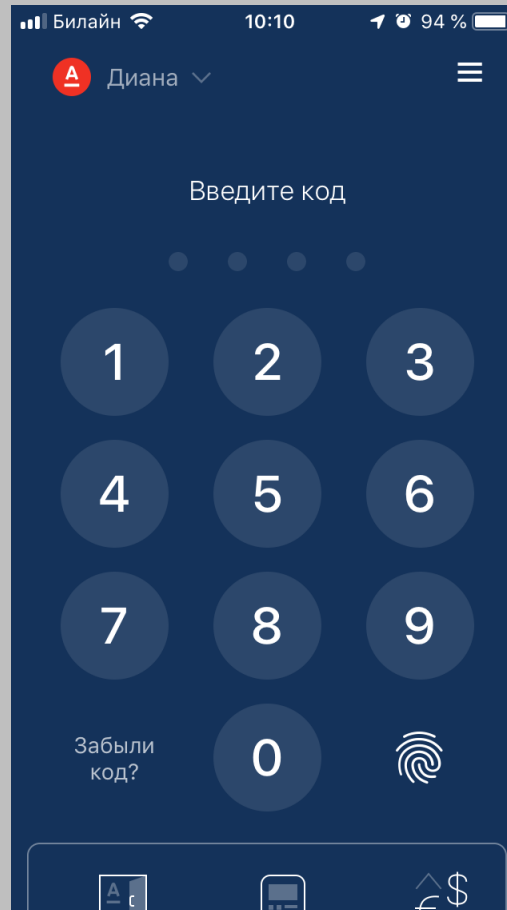 Билайн 10:10 94 %
А Диана
Введите код
1 2 3
4 5 6
7 8 9
Забыли
код?
0
А € $